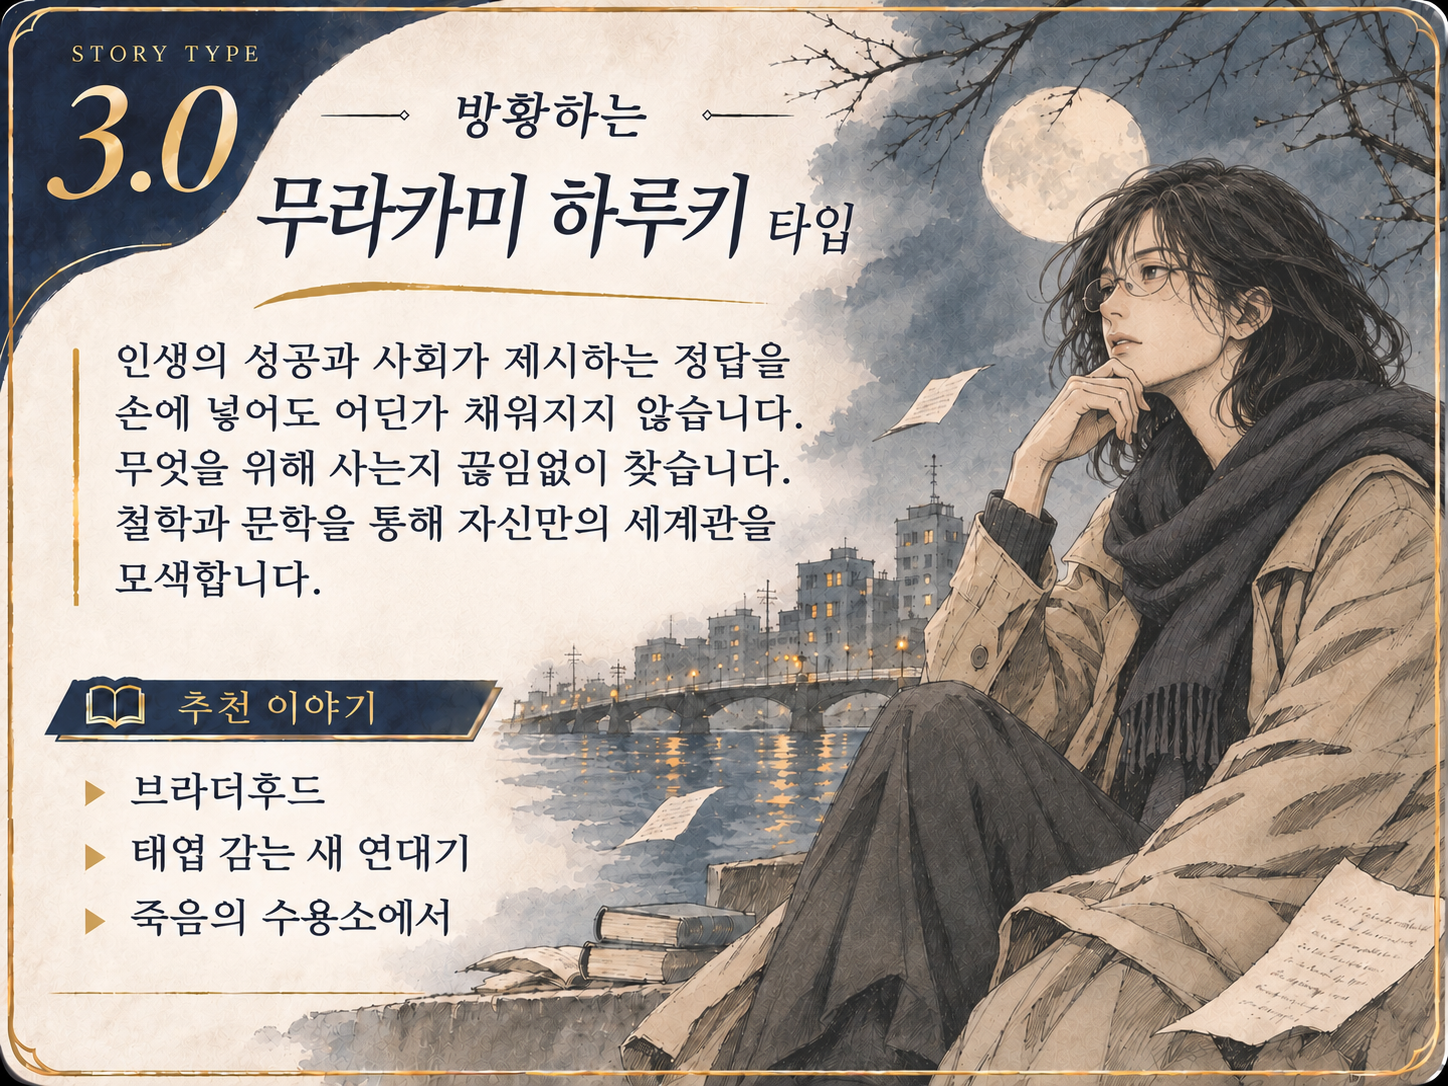 STORY TYPE
3.0
방황하는
무라카미 하루키 타입
인생의 성공과 사회가 제시하는 정답을
손에 넣어도 어딘가 채워지지 않습니다.
무엇을 위해 사는지 끊임없이 찾습니다.
철학과 문학을 통해 자신만의 세계관을
모색합니다.
추천 이야기
브라더후드
태엽 감는 새 연대기
죽음의 수용소에서